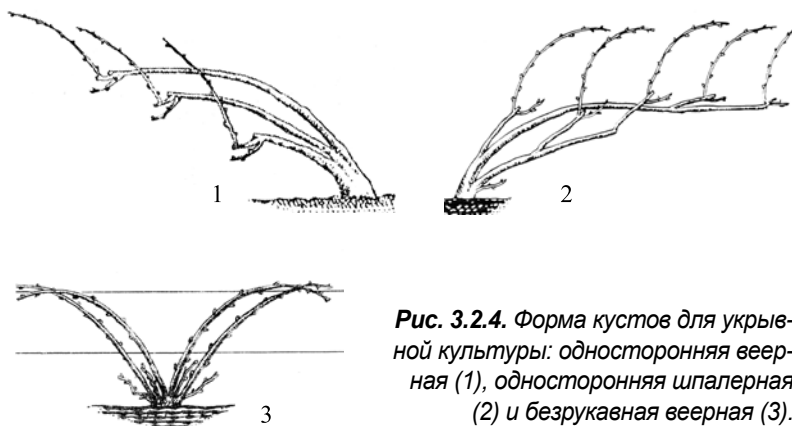 1
2
3
Рис. 3.2.4. Форма кустов для укрыв-
ной культуры: односторонняя веер-
ная (1), односторонняя шпалерная
(2) и безрукавная веерная (3).